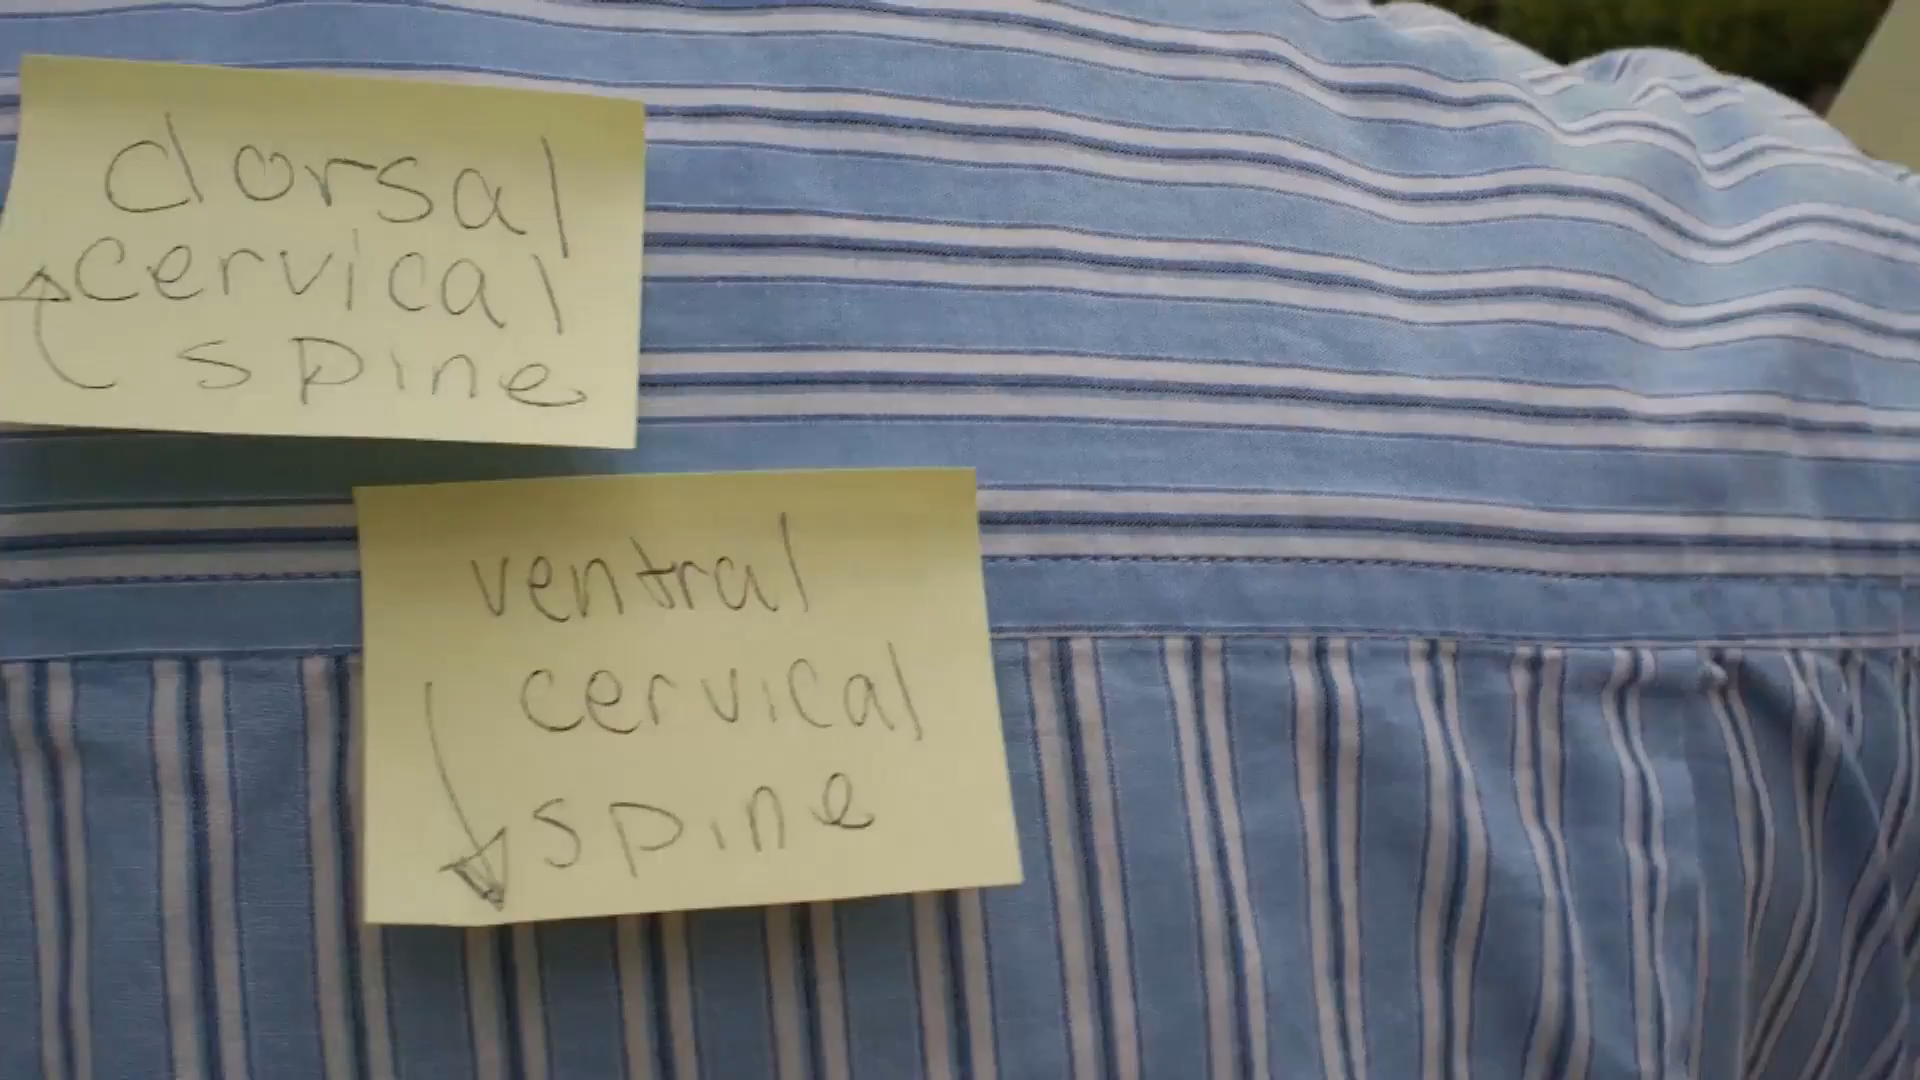 dorsal
cervical
spine
ventral
cervical
spine